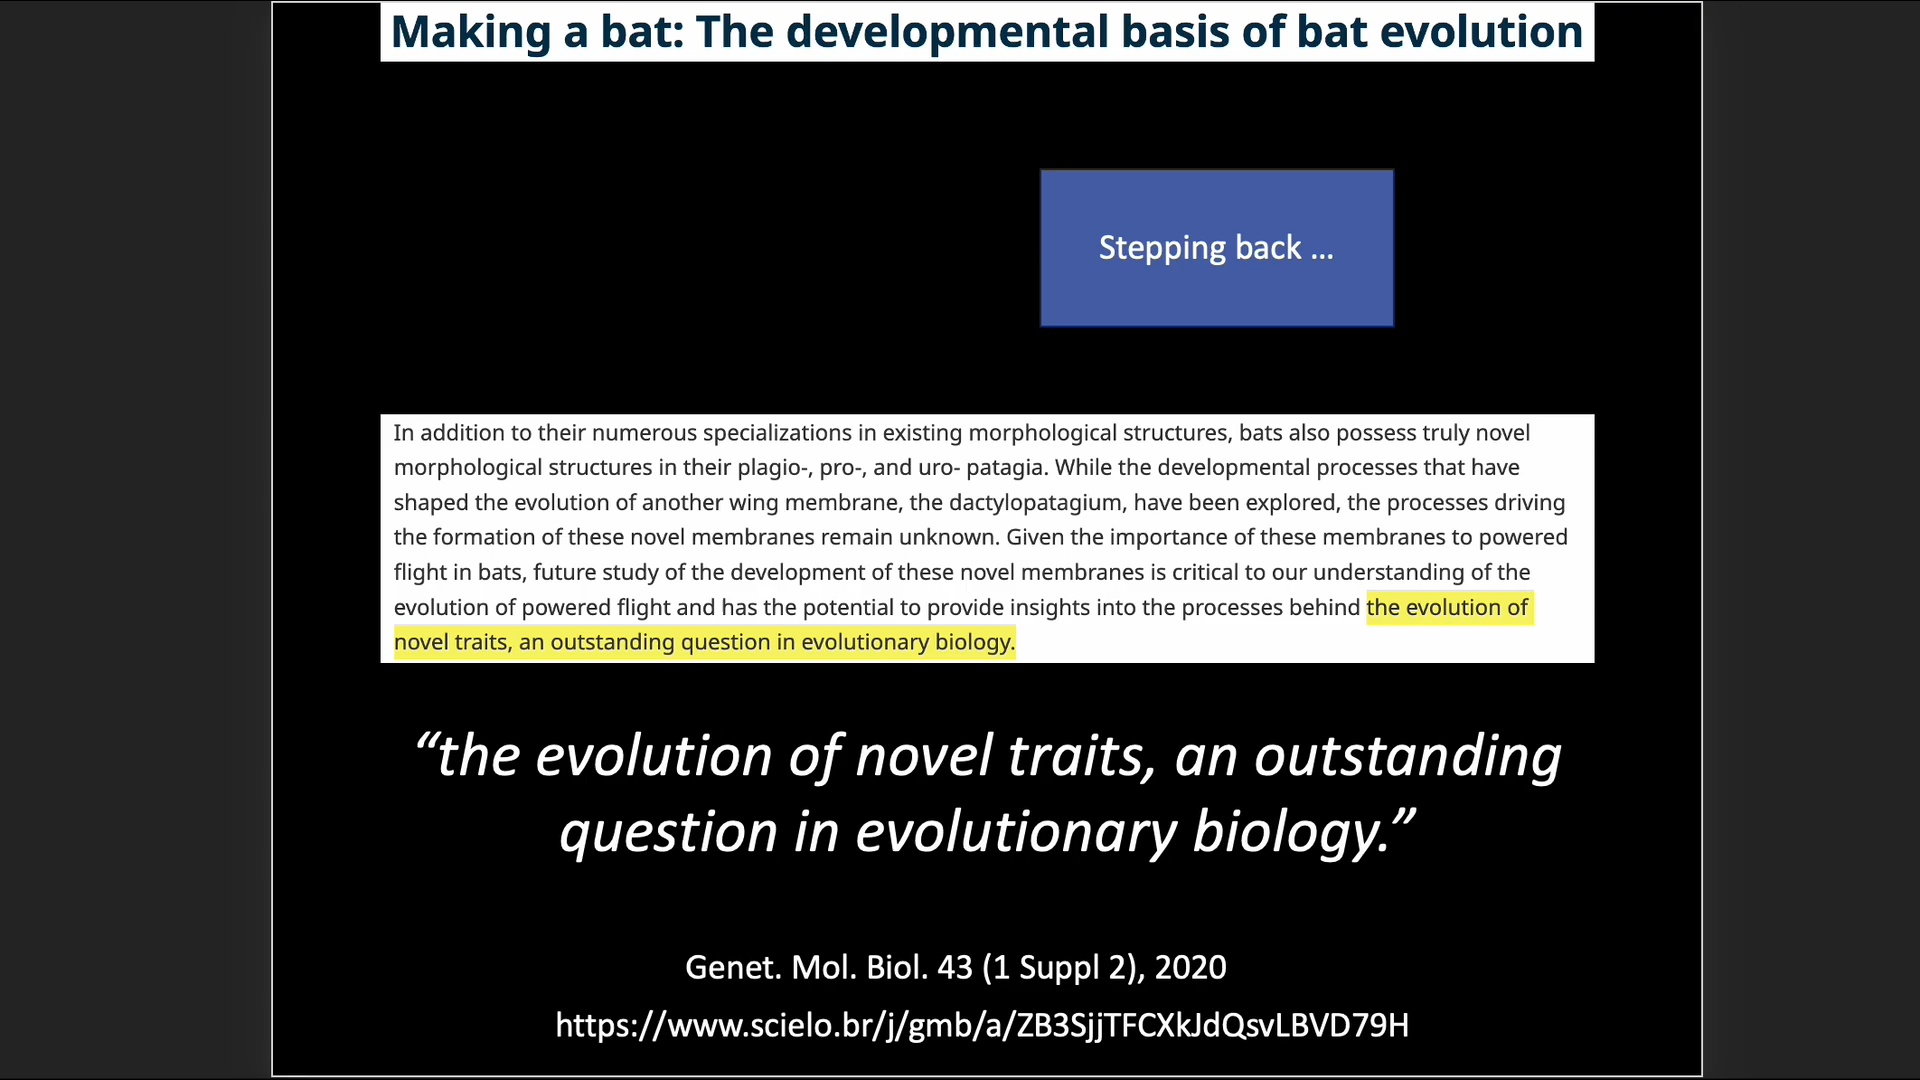 Making a bat: The developmental basis of bat evolution
Stepping back ...
In addition to their numerous specializations in existing morphological structures, bats also possess truly novel
morphological structures in their plagio-, pro-, and uro- patagia. While the developmental processes that have
shaped the evolution of another wing membrane, the dactylopatagium, have been explored, the processes driving
the formation of these novel membranes remain unknown. Given the importance of these membranes to powered
flight in bats, future study of the development of these novel membranes is critical to our understanding of the
evolution of powered flight and has the potential to provide insights into the processes behind the evolution of
novel traits, an outstanding question in evolutionary biology.
“the evolution of novel traits, an outstanding
question in evolutionary biology.”
Genet. Mol. Biol. 43 (1 Suppl 2), 2020
https://www.scielo.br/j/gmb/a/ZB3SjjTFCXkJdQsvLBVD79H